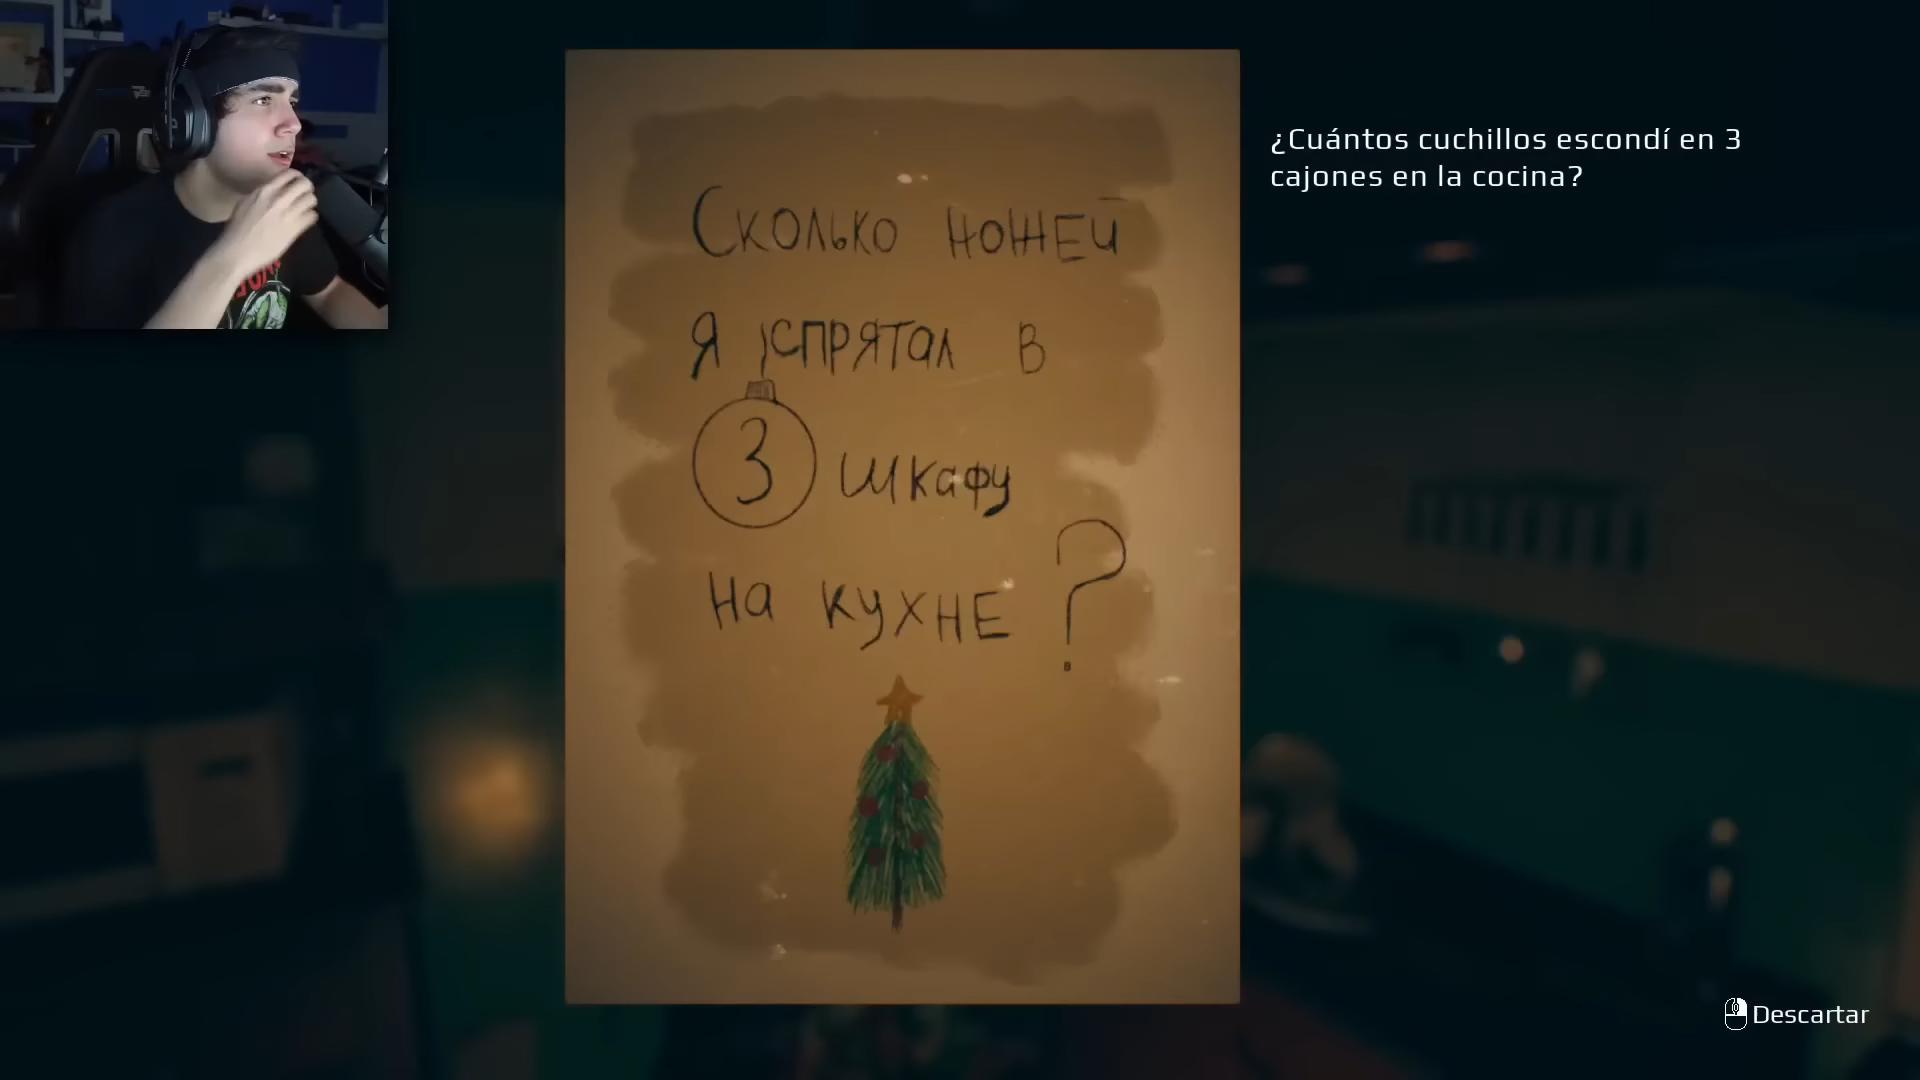 Сколько ножей
я спрятал в
3 шкафу
на кухне?
¿Cuántos cuchillos escondí en 3
cajones en la cocina?
Descartar